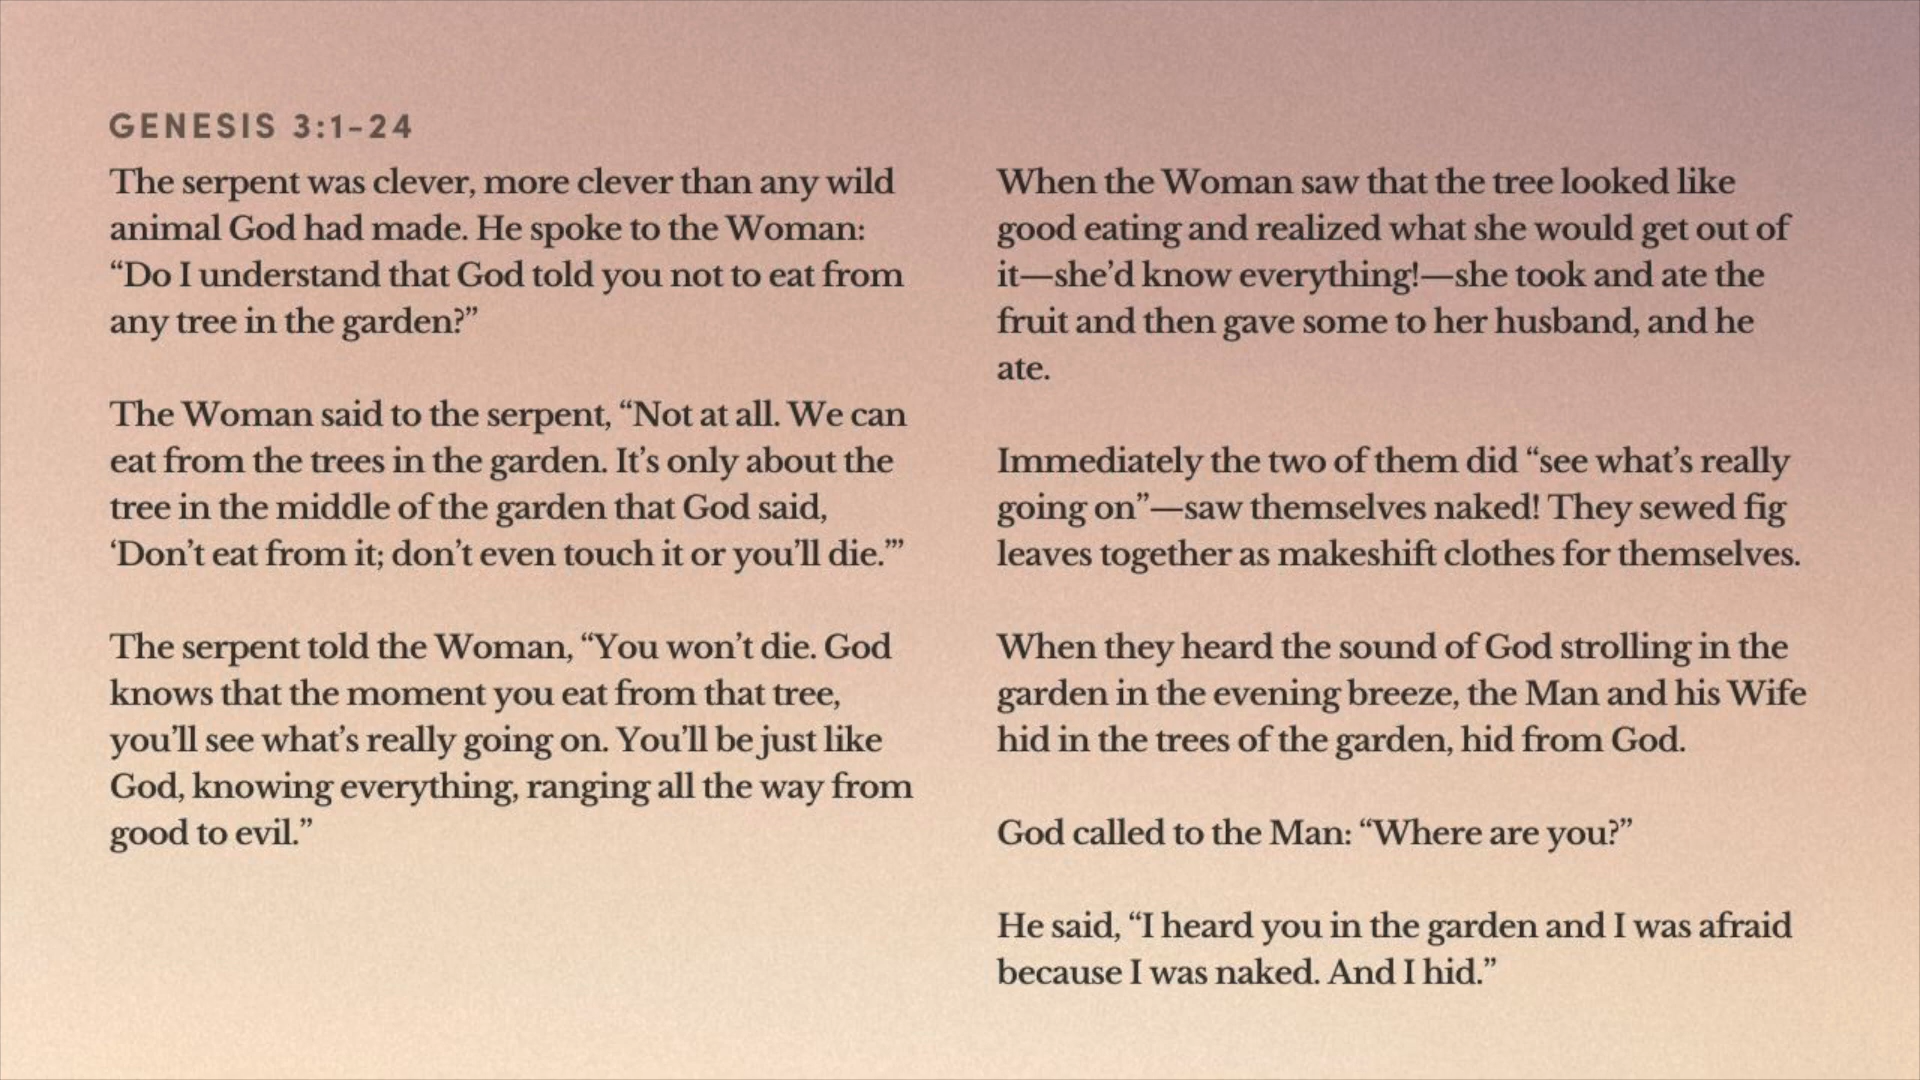 GENESIS 3:1-24
The serpent was clever, more clever than any wild
animal God had made. He spoke to the Woman:
“Do I understand that God told you not to eat from
any tree in the garden?”
The Woman said to the serpent, “Not at all. We can
eat from the trees in the garden. It’s only about the
tree in the middle of the garden that God said,
‘Don’t eat from it; don’t even touch it or you’ll die.’”
The serpent told the Woman, “You won’t die. God
knows that the moment you eat from that tree,
you’ll see what’s really going on. You’ll be just like
God, knowing everything, ranging all the way from
good to evil.”
When the Woman saw that the tree looked like
good eating and realized what she would get out of
it—she’d know everything!—she took and ate the
fruit and then gave some to her husband, and he
ate.
Immediately the two of them did “see what’s really
going on”—saw themselves naked! They sewed fig
leaves together as makeshift clothes for themselves.
When they heard the sound of God strolling in the
garden in the evening breeze, the Man and his Wife
hid in the trees of the garden, hid from God.
God called to the Man: “Where are you?”
He said, “I heard you in the garden and I was afraid
because I was naked. And I hid.”